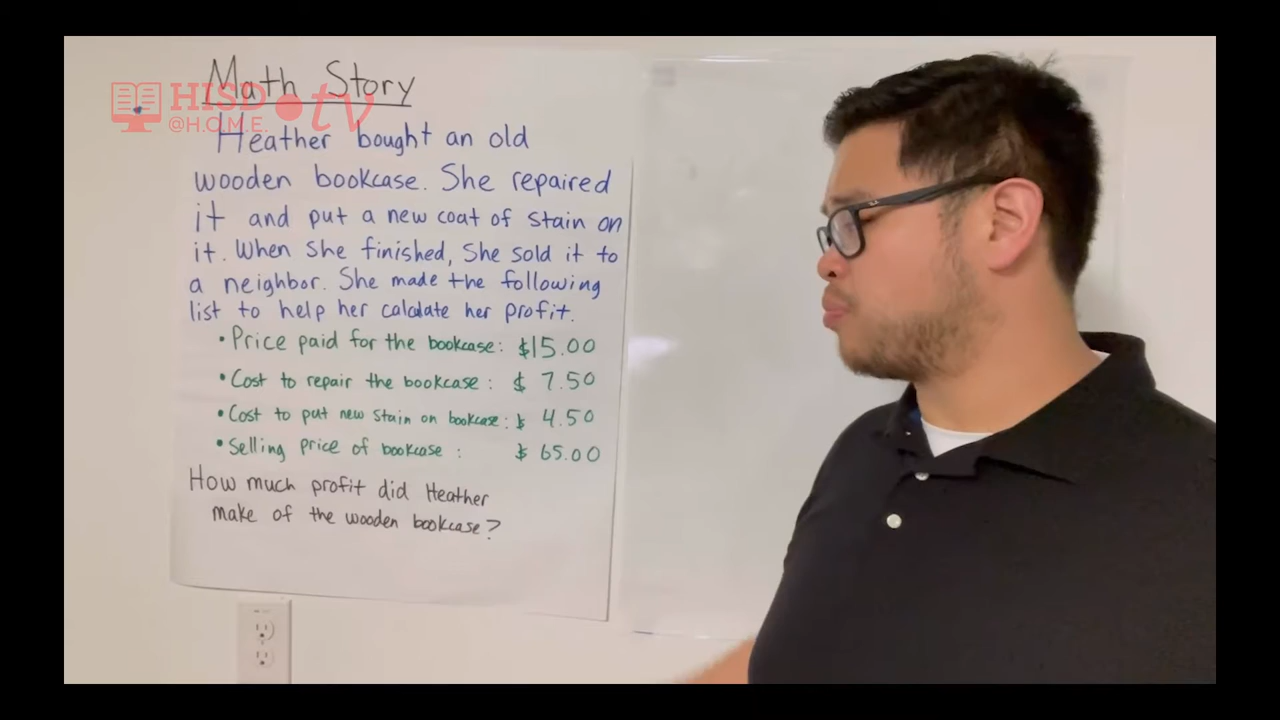 Math Story
HISD tv
@H.O.M.E.
Heather bought an old
wooden bookcase. She repaired
it and put a new coat of stain on
it. When she finished, She sold it to
a neighbor. She made the following
list to help her calculate her profit.
• Price paid for the bookcase: $15.00
• Cost to repair the bookcase: $ 7.50
• Cost to put new stain on bookcase: $ 4.50
• Selling price of bookcase : $ 65.00
How much profit did Heather
make of the wooden bookcase?